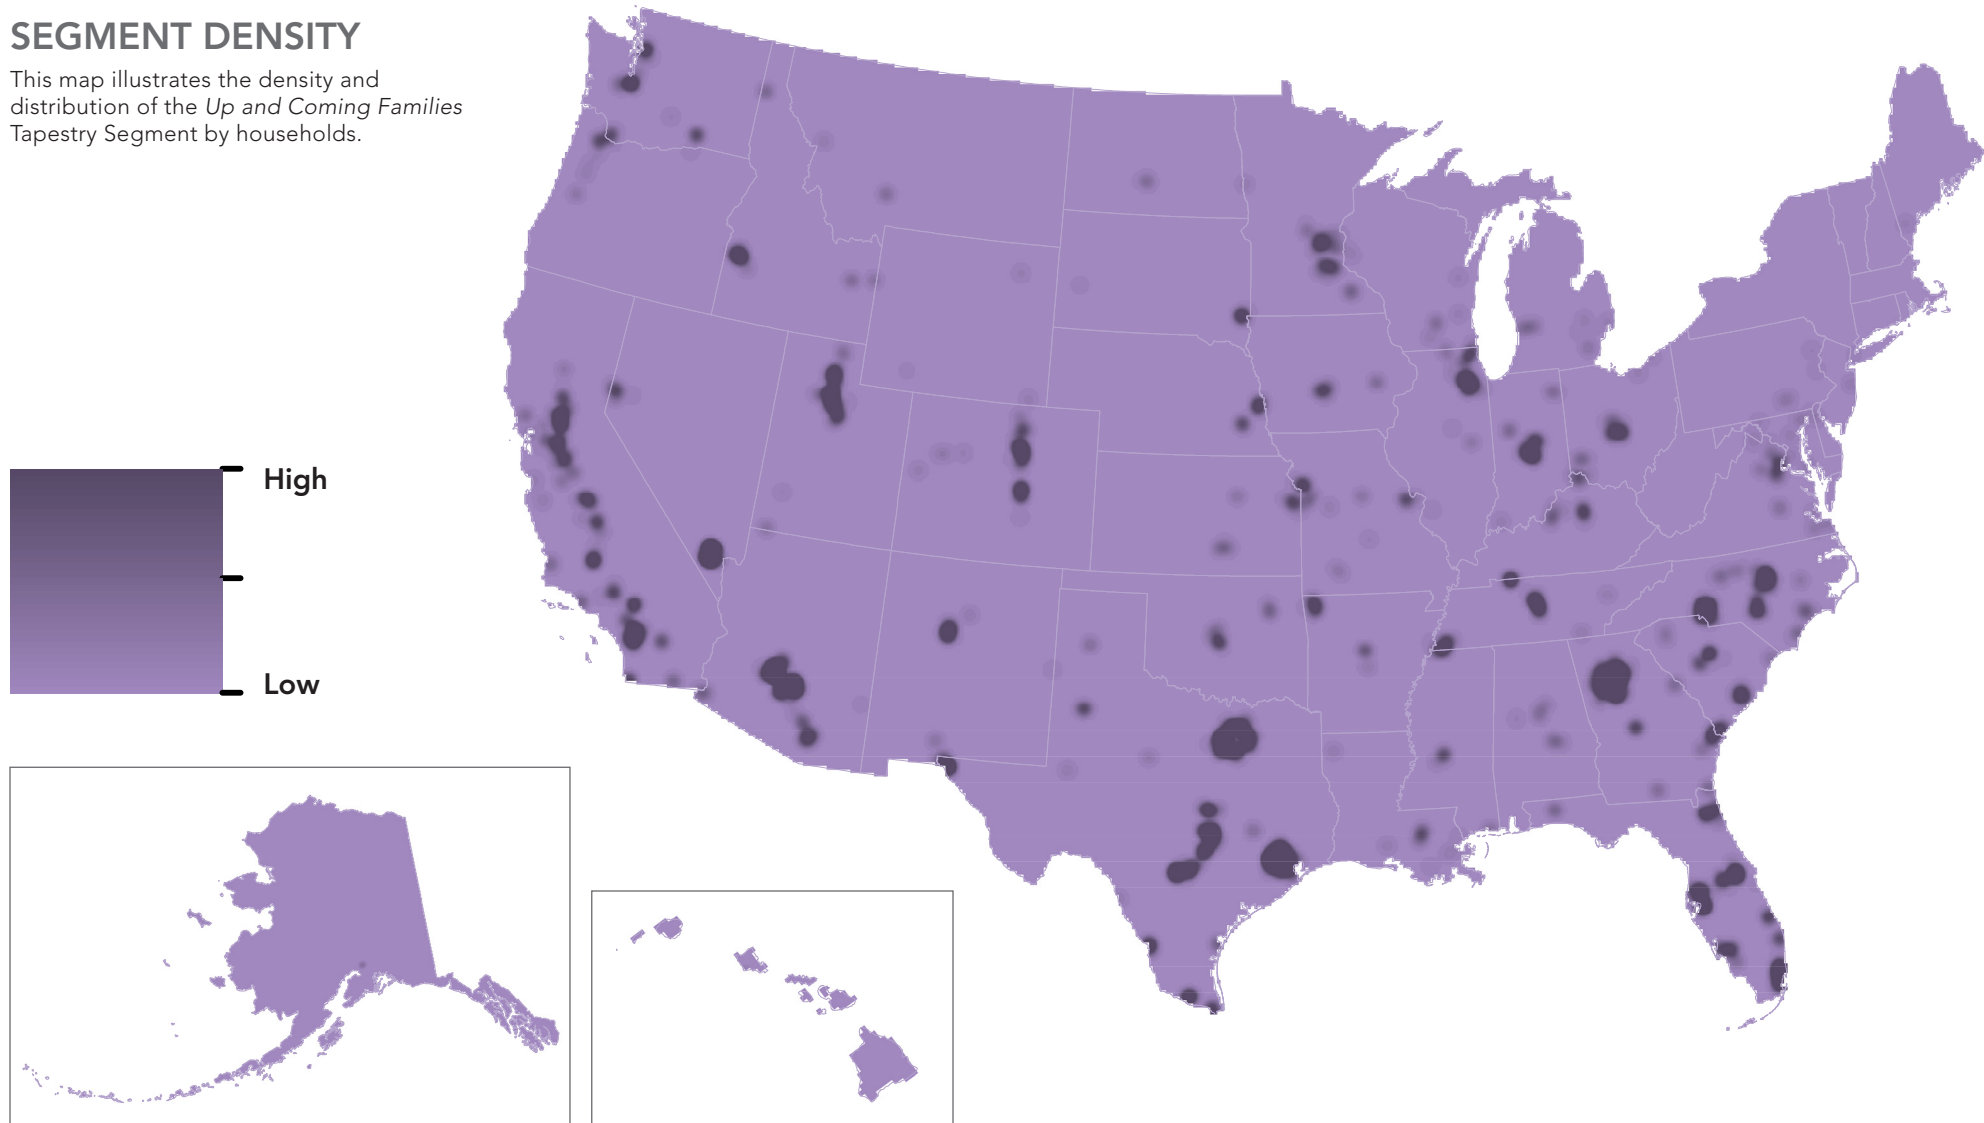 SEGMENT DENSITY
This map illustrates the density and
distribution of the Up and Coming Families
Tapestry Segment by households.
High
Low